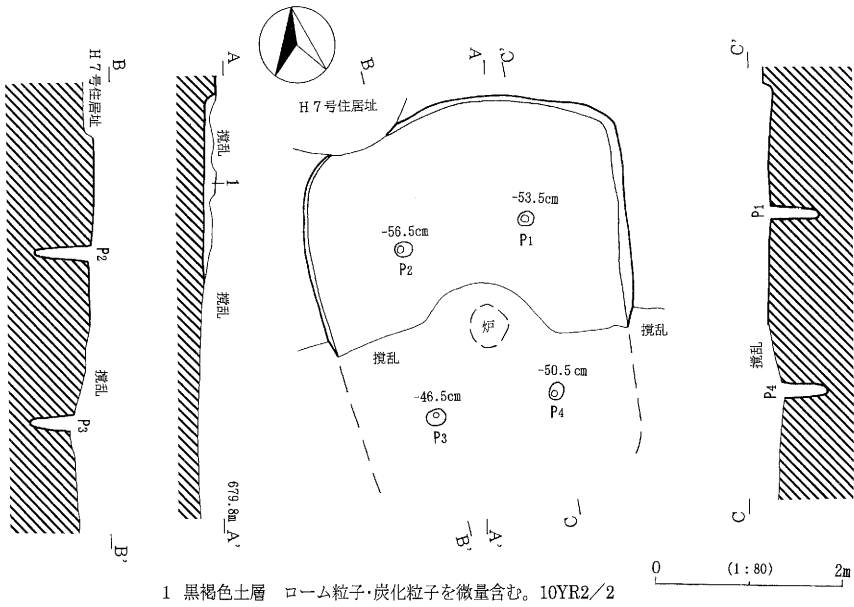 B
H7号住居址
P2
撹乱
P3
B'
A
撹乱
1
撹乱
679.8m
A'
B
A
C'
H7号住居址
-53.5cm
P1
-56.5cm
P2
炉
撹乱
撹乱
-50.5cm
P4
-46.5cm
P3
B'
A'
C
C'
P1
撹乱
P4
C
0 (1:80) 2m
1 黒褐色土層 ローム粒子・炭化粒子を微量含む。10YR2/2